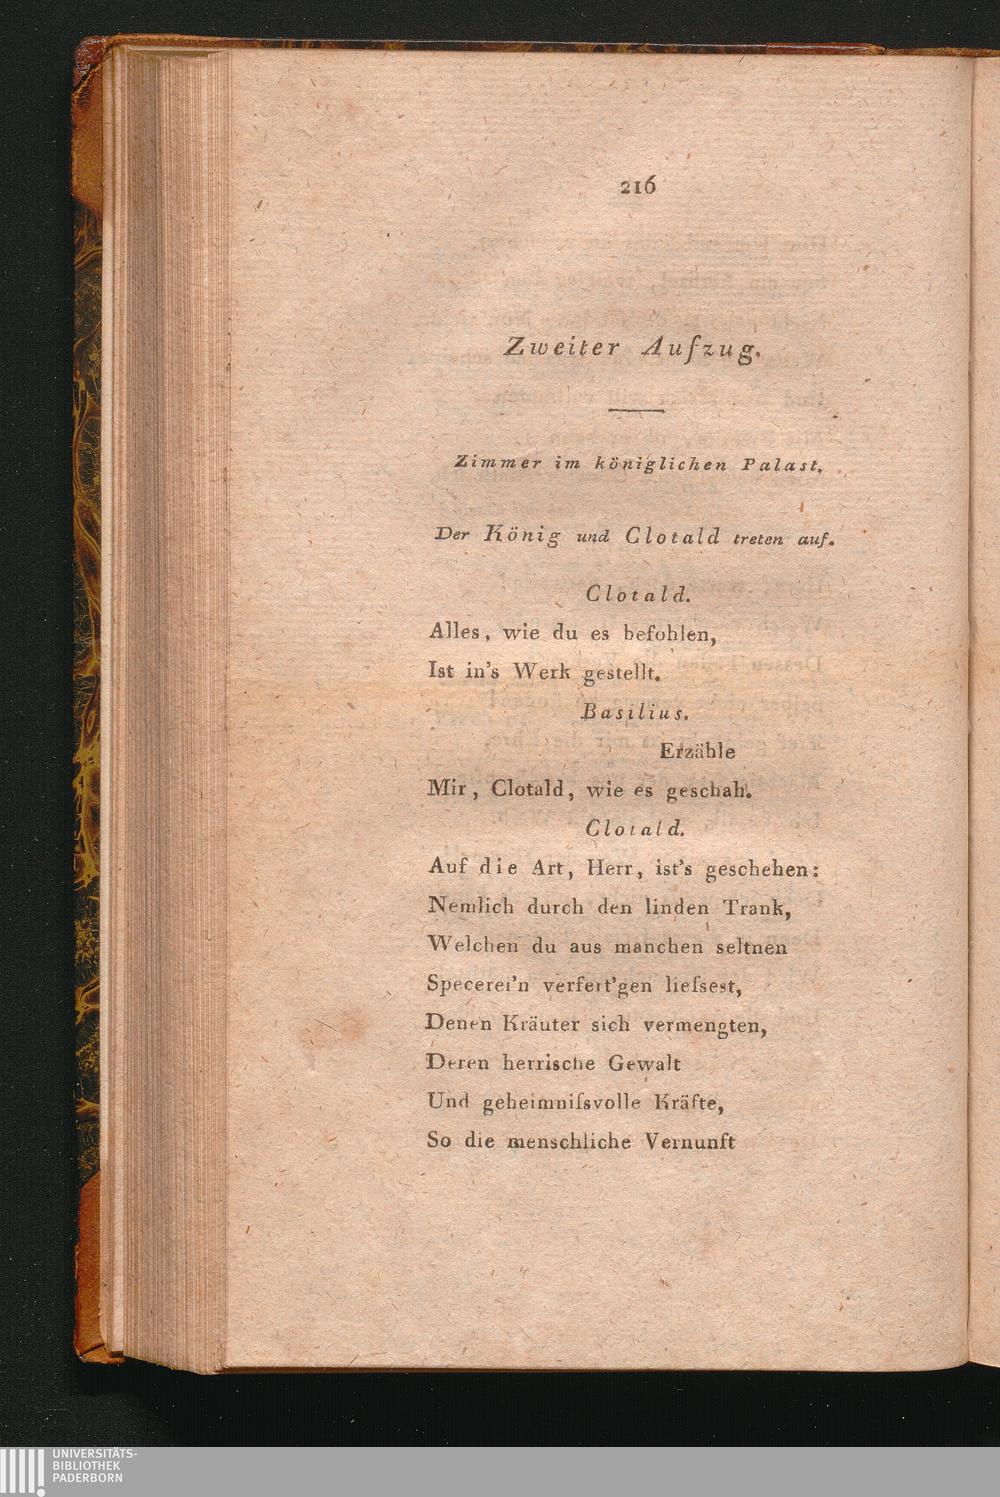 216
Zweiter Aufzug.
Zimmer im königlichen Palast.
Der König und Clotald treten auf.
Clotald.
Alles, wie du es befohlen,
Ist in's Werk gestellt.
Basilius.
Erzähle
Mir, Clotald, wie es geschah.
Clotald.
Auf die Art, Herr, ist's geschehen:
Nemlich durch den linden Trank,
Welchen du aus manchen seltnen
Specerei'n verfert'gen liefsest,
Denen Kräuter sich vermengten,
Deren herrische Gewalt
Und geheimnifsvolle Kräfte,
So die menschliche Vernunft
UNIVERSITÄTS-
BIBLIOTHEK
PADERBORN